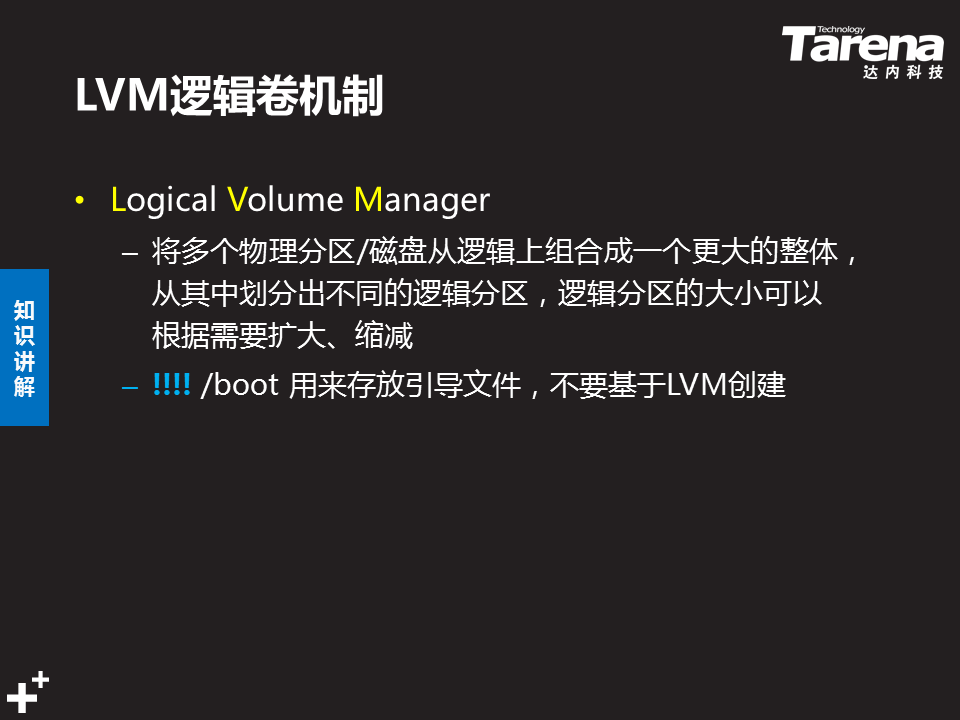 Technology
Tarena
达内科技
LVM逻辑卷机制
• Logical Volume Manager
– 将多个物理分区/磁盘从逻辑上组合成一个更大的整体，
从其中划分出不同的逻辑分区，逻辑分区的大小可以
根据需要扩大、缩减
– !!!! /boot 用来存放引导文件，不要基于LVM创建
知
识
讲
解